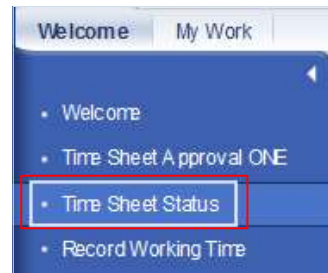 Welcome My Work
Welcome
Time Sheet Approval ONE
Time Sheet Status
Record Working Time